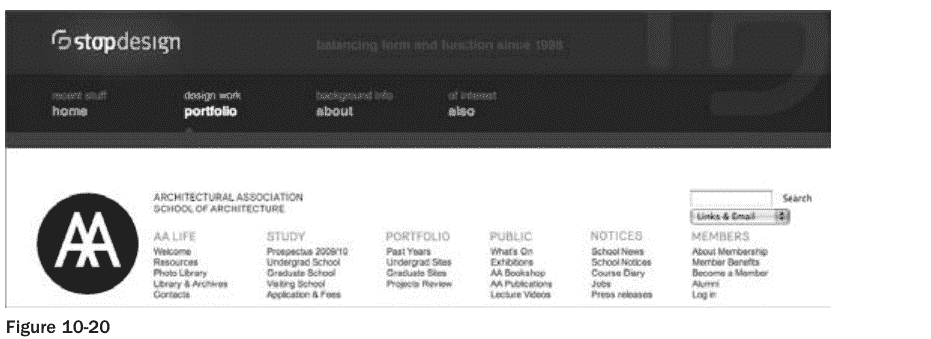 stopdesign
balancing form and function since 1998
recent stuff design work background info of interest
home portfolio about also
ARCHITECTURAL ASSOCIATION
SCHOOL OF ARCHITECTURE
Search
Links & Email
AA
AA LIFE STUDY PORTFOLIO PUBLIC NOTICES MEMBERS
Welcome Prospectus 2009/10 Past Years What's On School News About Membership
Resources Undergrad School Undergrad Sites Exhibitions School Notices Member Benefits
Photo Library Graduate School Graduate Sites AA Bookshop Course Diary Become a Member
Library & Archives Visiting School Projects Review AA Publications Jobs Alumni
Contacts Application & Fees Lecture Videos Press releases Log in
Figure 10-20